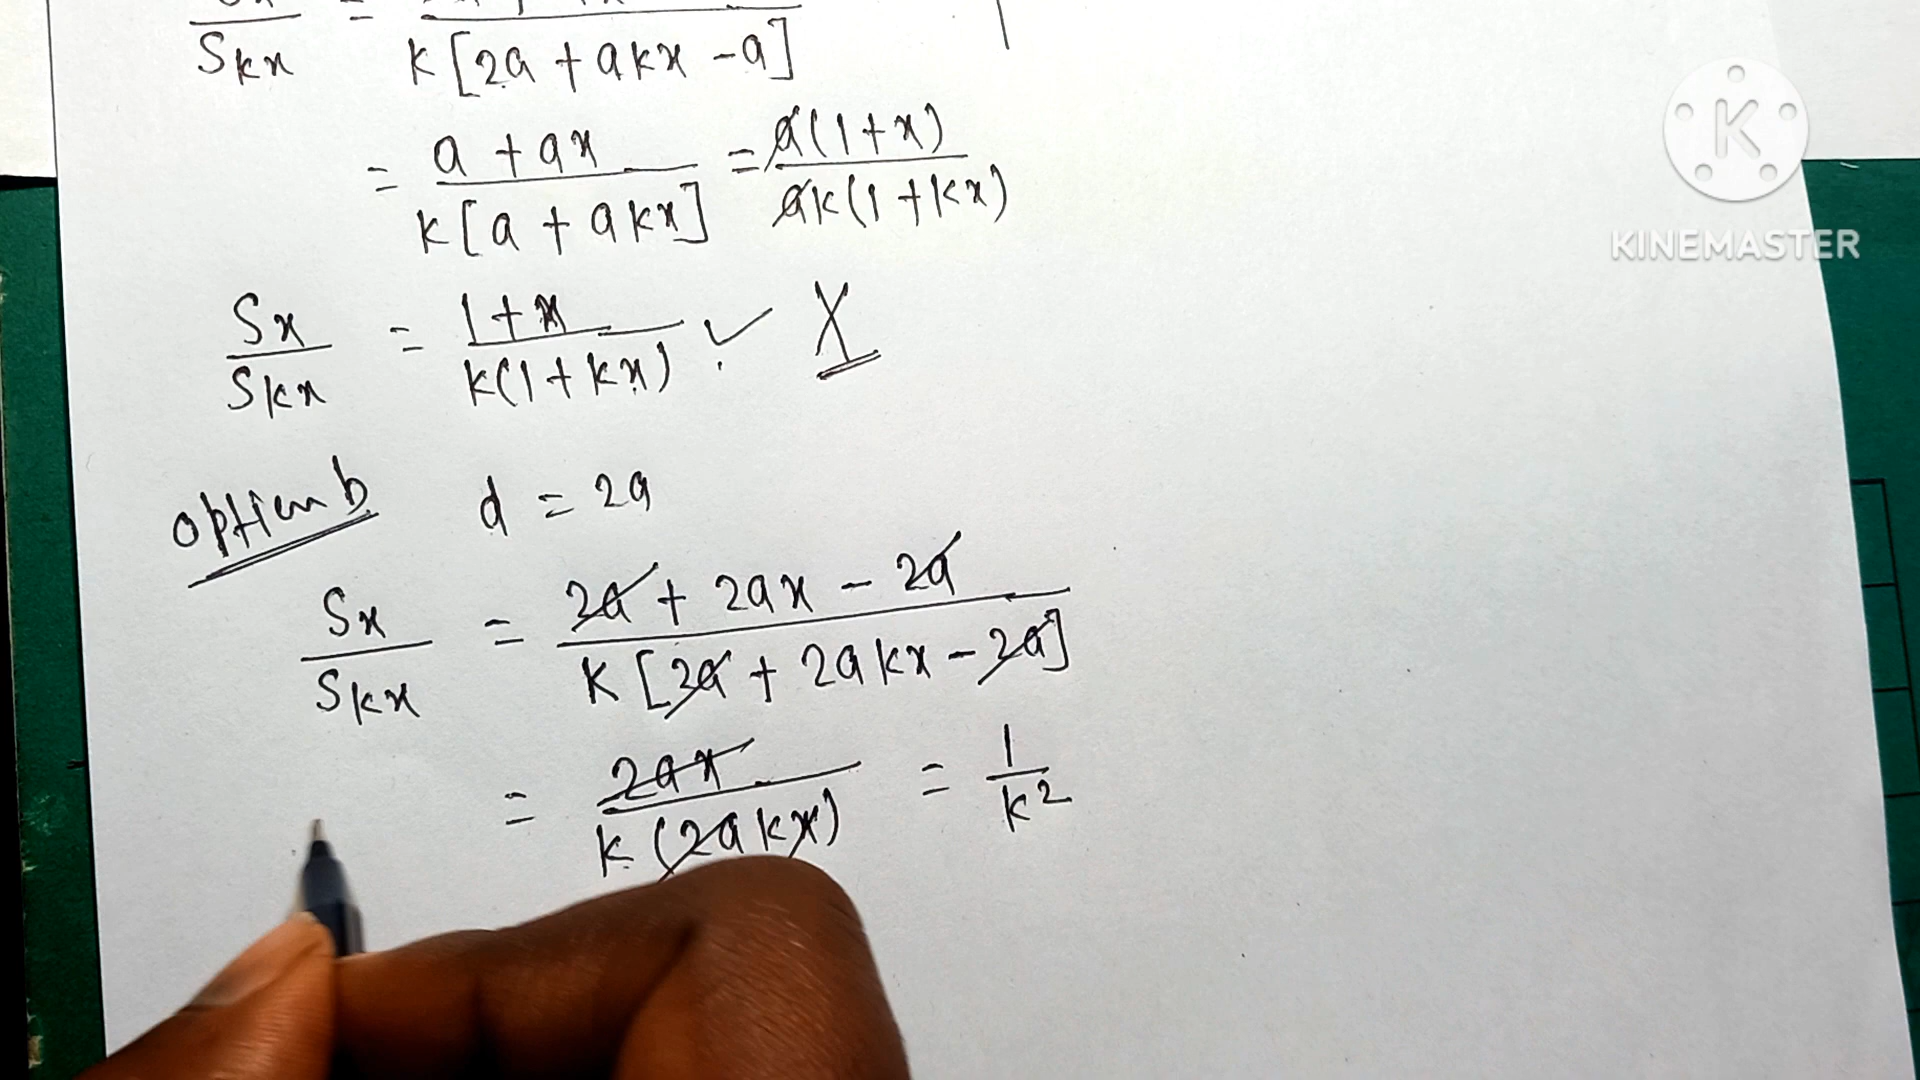 Skx k[2a + akx - a]
= a + ax / k[a + akx] = a(1+x) / ak(1+kx)
Sx / Skx = 1+x / k(1+kx) ✓ X
option b d = 2a
Sx / Skx = 2a + 2ax - 2a / k[2a + 2akx - 2a]
= 2ax / k(2akx) = 1 / k²
K
KINEMASTER